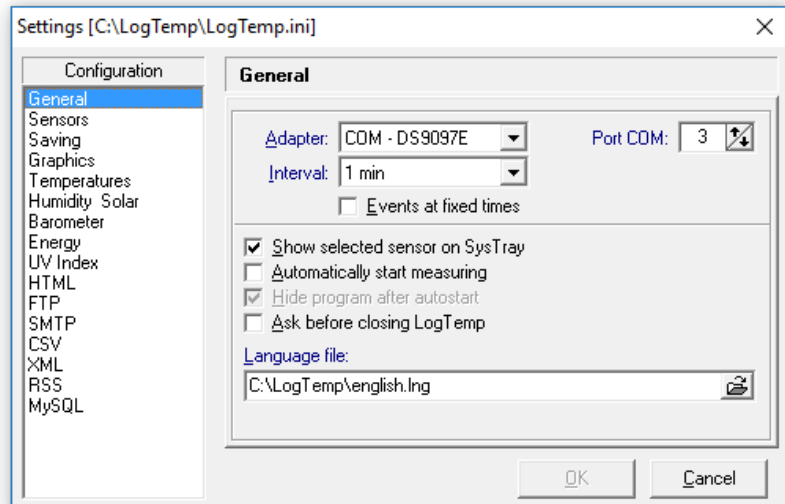 Settings [C:\LogTemp\LogTemp.ini]
Configuration
General
Sensors
Saving
Graphics
Temperatures
Humidity Solar
Barometer
Energy
UV Index
HTML
FTP
SMTP
CSV
XML
RSS
MySQL
General
Adapter: COM - DS9097E Port COM: 3
Interval: 1 min
Events at fixed times
Show selected sensor on SysTray
Automatically start measuring
Hide program after autostart
Ask before closing LogTemp
Language file:
C:\LogTemp\english.lng
OK Cancel